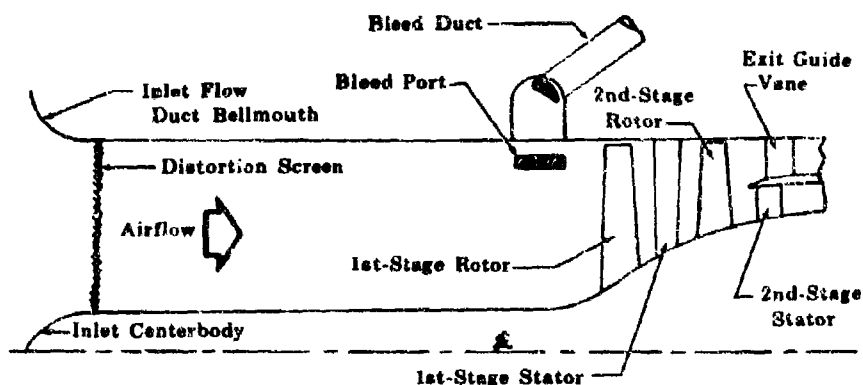 Bleed Duct
Exit Guide
Vane
Bleed Port
Inlet Flow
Duct Bellmouth
2nd-Stage
Rotor
Distortion Screen
Airflow
1st-Stage Rotor
2nd-Stage
Stator
Inlet Centerbody
℄
1st-Stage Stator